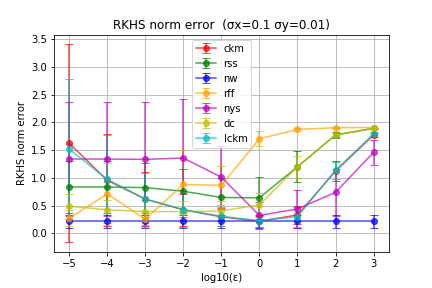 RKHS norm error  (σx=0.1 σy=0.01)
3.5
3.0
2.5
2.0
1.5
1.0
0.5
0.0
RKHS norm error
ckm
rss
nw
rff
nys
dc
lckm
−5 −4 −3 −2 −1 0 1 2 3
log10(ε)